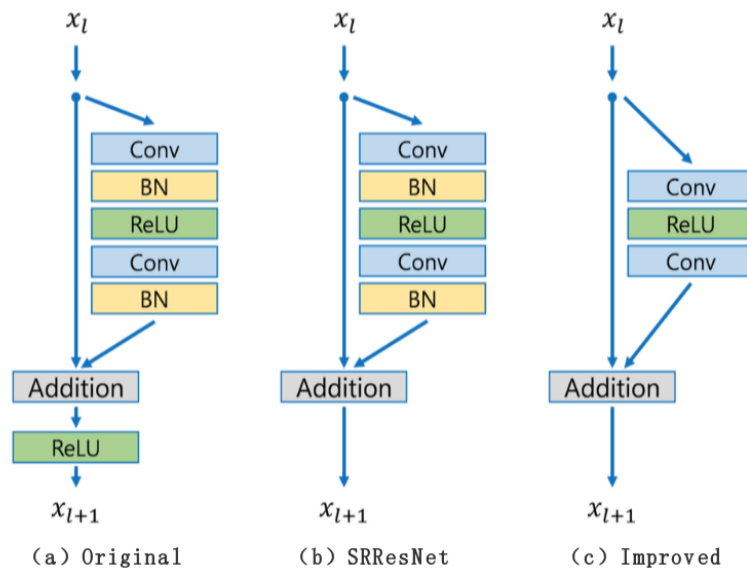 x_l
Conv
BN
ReLU
Conv
BN
Addition
ReLU
x_{l+1}
(a) Original
x_l
Conv
BN
ReLU
Conv
BN
Addition
x_{l+1}
(b) SRResNet
x_l
Conv
ReLU
Conv
Addition
x_{l+1}
(c) Improved